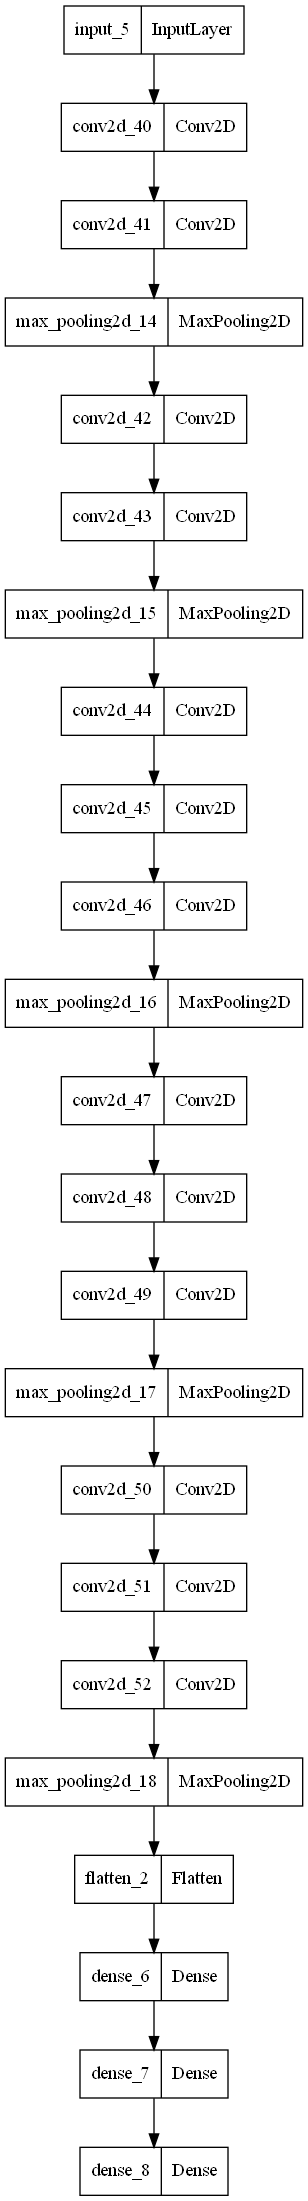 input_5 InputLayer
conv2d_40 Conv2D
conv2d_41 Conv2D
max_pooling2d_14 MaxPooling2D
conv2d_42 Conv2D
conv2d_43 Conv2D
max_pooling2d_15 MaxPooling2D
conv2d_44 Conv2D
conv2d_45 Conv2D
conv2d_46 Conv2D
max_pooling2d_16 MaxPooling2D
conv2d_47 Conv2D
conv2d_48 Conv2D
conv2d_49 Conv2D
max_pooling2d_17 MaxPooling2D
conv2d_50 Conv2D
conv2d_51 Conv2D
conv2d_52 Conv2D
max_pooling2d_18 MaxPooling2D
flatten_2 Flatten
dense_6 Dense
dense_7 Dense
dense_8 Dense